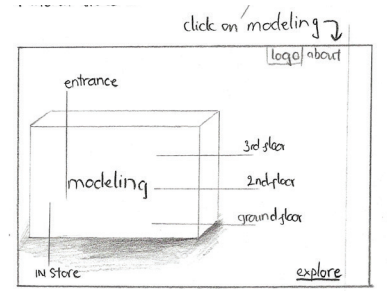 click on modeling
logo about
entrance
3rd floor
modeling
2nd floor
ground floor
IN store
explore